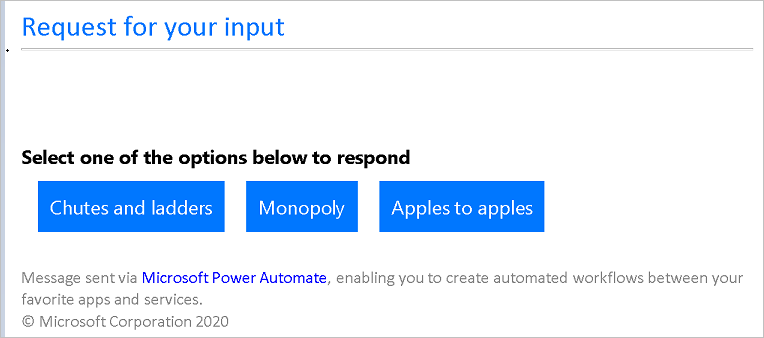 Request for your input
Select one of the options below to respond
Chutes and ladders
Monopoly
Apples to apples
Message sent via Microsoft Power Automate, enabling you to create automated workflows between your
favorite apps and services.
© Microsoft Corporation 2020